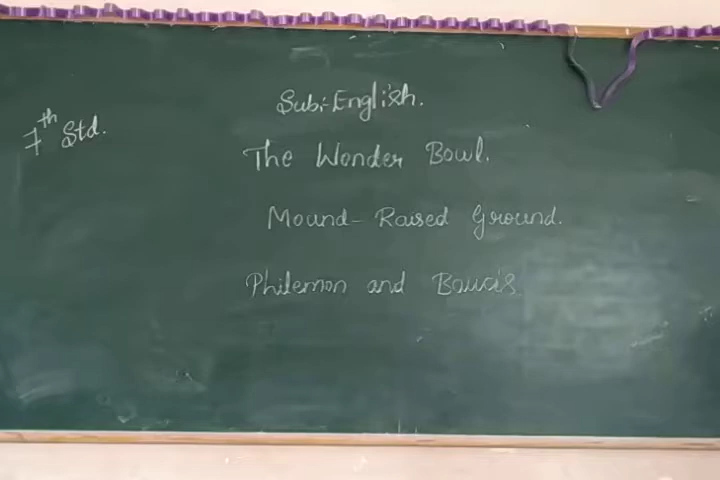 Sub:-English.
7th Std.
The Wonder Bowl.
Mound- Raised Ground.
Philemon and Baucis